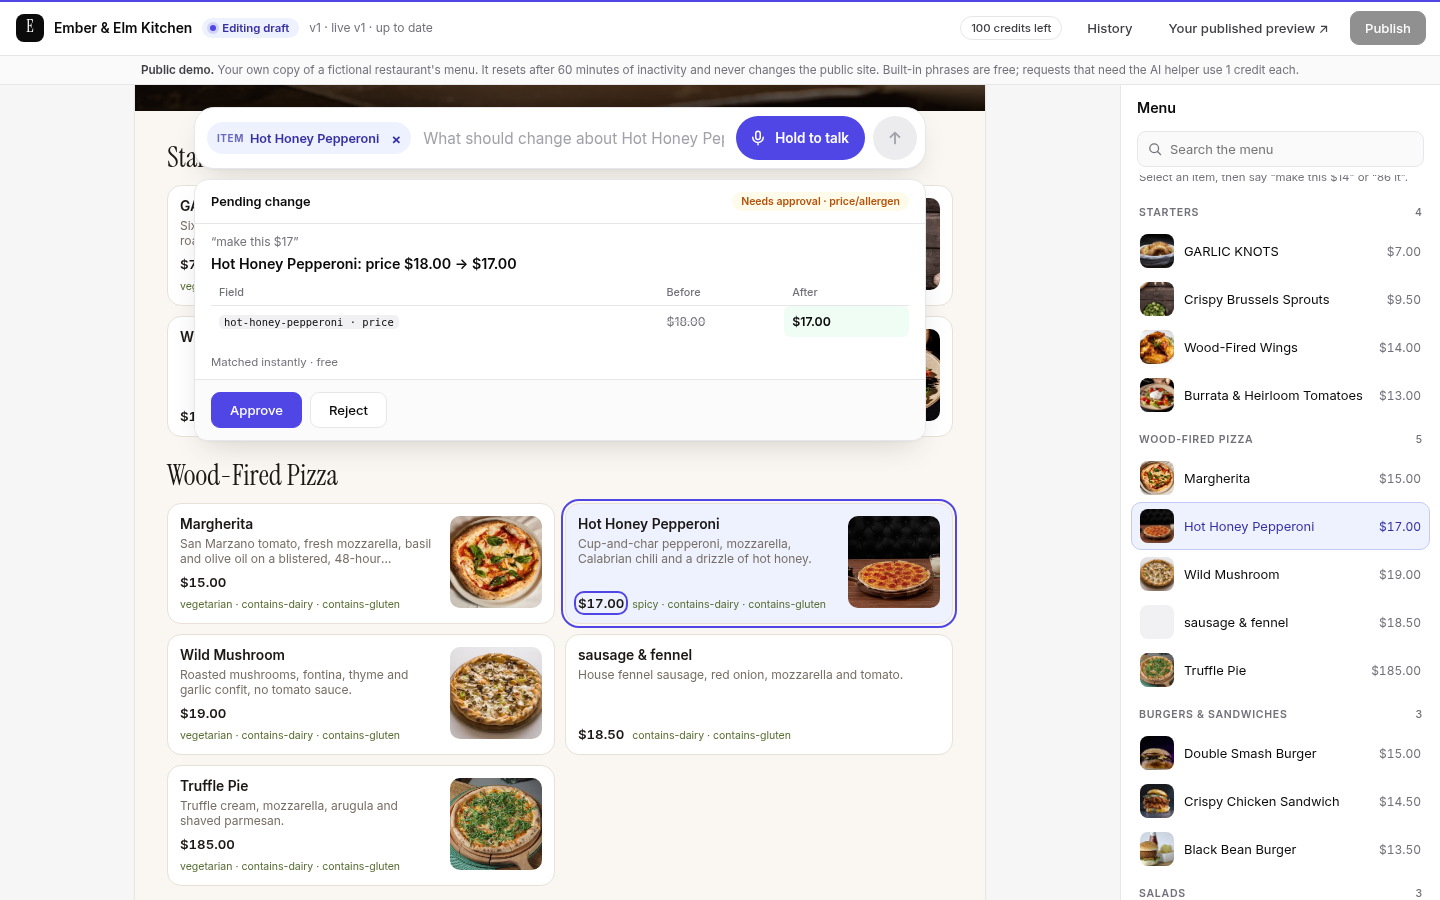 E Ember & Elm Kitchen Editing draft v1 · live v1 · up to date 100 credits left History Your published preview ↗ Publish
Public demo. Your own copy of a fictional restaurant's menu. It resets after 60 minutes of inactivity and never changes the public site. Built-in phrases are free; requests that need the AI helper use 1 credit each.
ITEM Hot Honey Pepperoni × What should change about Hot Honey Pep Hold to talk
Pending change Needs approval · price/allergen
“make this $17”
Hot Honey Pepperoni: price $18.00 → $17.00
Field Before After
hot-honey-pepperoni · price $18.00 $17.00
Matched instantly · free
Approve Reject
Wood-Fired Pizza
Margherita
San Marzano tomato, fresh mozzarella, basil
and olive oil on a blistered, 48-hour...
$15.00
vegetarian · contains-dairy · contains-gluten
Hot Honey Pepperoni
Cup-and-char pepperoni, mozzarella,
Calabrian chili and a drizzle of hot honey.
$17.00 spicy · contains-dairy · contains-gluten
Wild Mushroom
Roasted mushrooms, fontina, thyme and
garlic confit, no tomato sauce.
$19.00
vegetarian · contains-dairy · contains-gluten
sausage & fennel
House fennel sausage, red onion, mozzarella and tomato.
$18.50 contains-dairy · contains-gluten
Truffle Pie
Truffle cream, mozzarella, arugula and
shaved parmesan.
$185.00
vegetarian · contains-dairy · contains-gluten
Menu
Search the menu
Select an item, then say "make this $14" or "86 it".
STARTERS 4
GARLIC KNOTS $7.00
Crispy Brussels Sprouts $9.50
Wood-Fired Wings $14.00
Burrata & Heirloom Tomatoes $13.00
WOOD-FIRED PIZZA 5
Margherita $15.00
Hot Honey Pepperoni $17.00
Wild Mushroom $19.00
sausage & fennel $18.50
Truffle Pie $185.00
BURGERS & SANDWICHES 3
Double Smash Burger $15.00
Crispy Chicken Sandwich $14.50
Black Bean Burger $13.50
SALADS 3